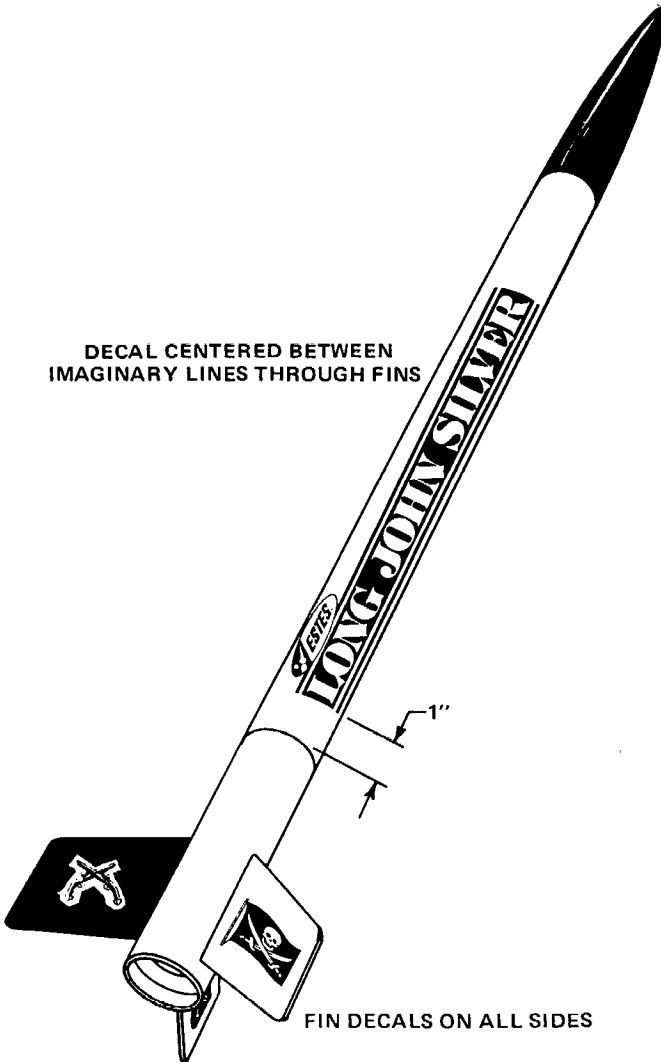 DECAL CENTERED BETWEEN
IMAGINARY LINES THROUGH FINS
LONG JOHN SILVER
ESTES
1"
FIN DECALS ON ALL SIDES